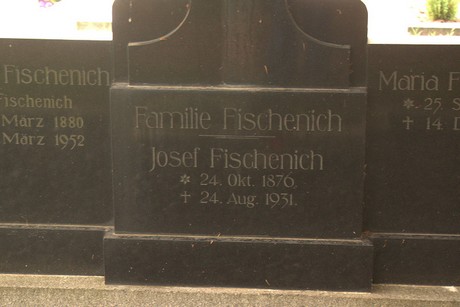 Fischenich
Fischenich
März 1880
März 1952
Familie Fischenich
Josef Fischenich
✲ 24. Okt. 1876.
✝ 24. Aug. 1931.
Maria F
✲ 25. S
✝ 14. D